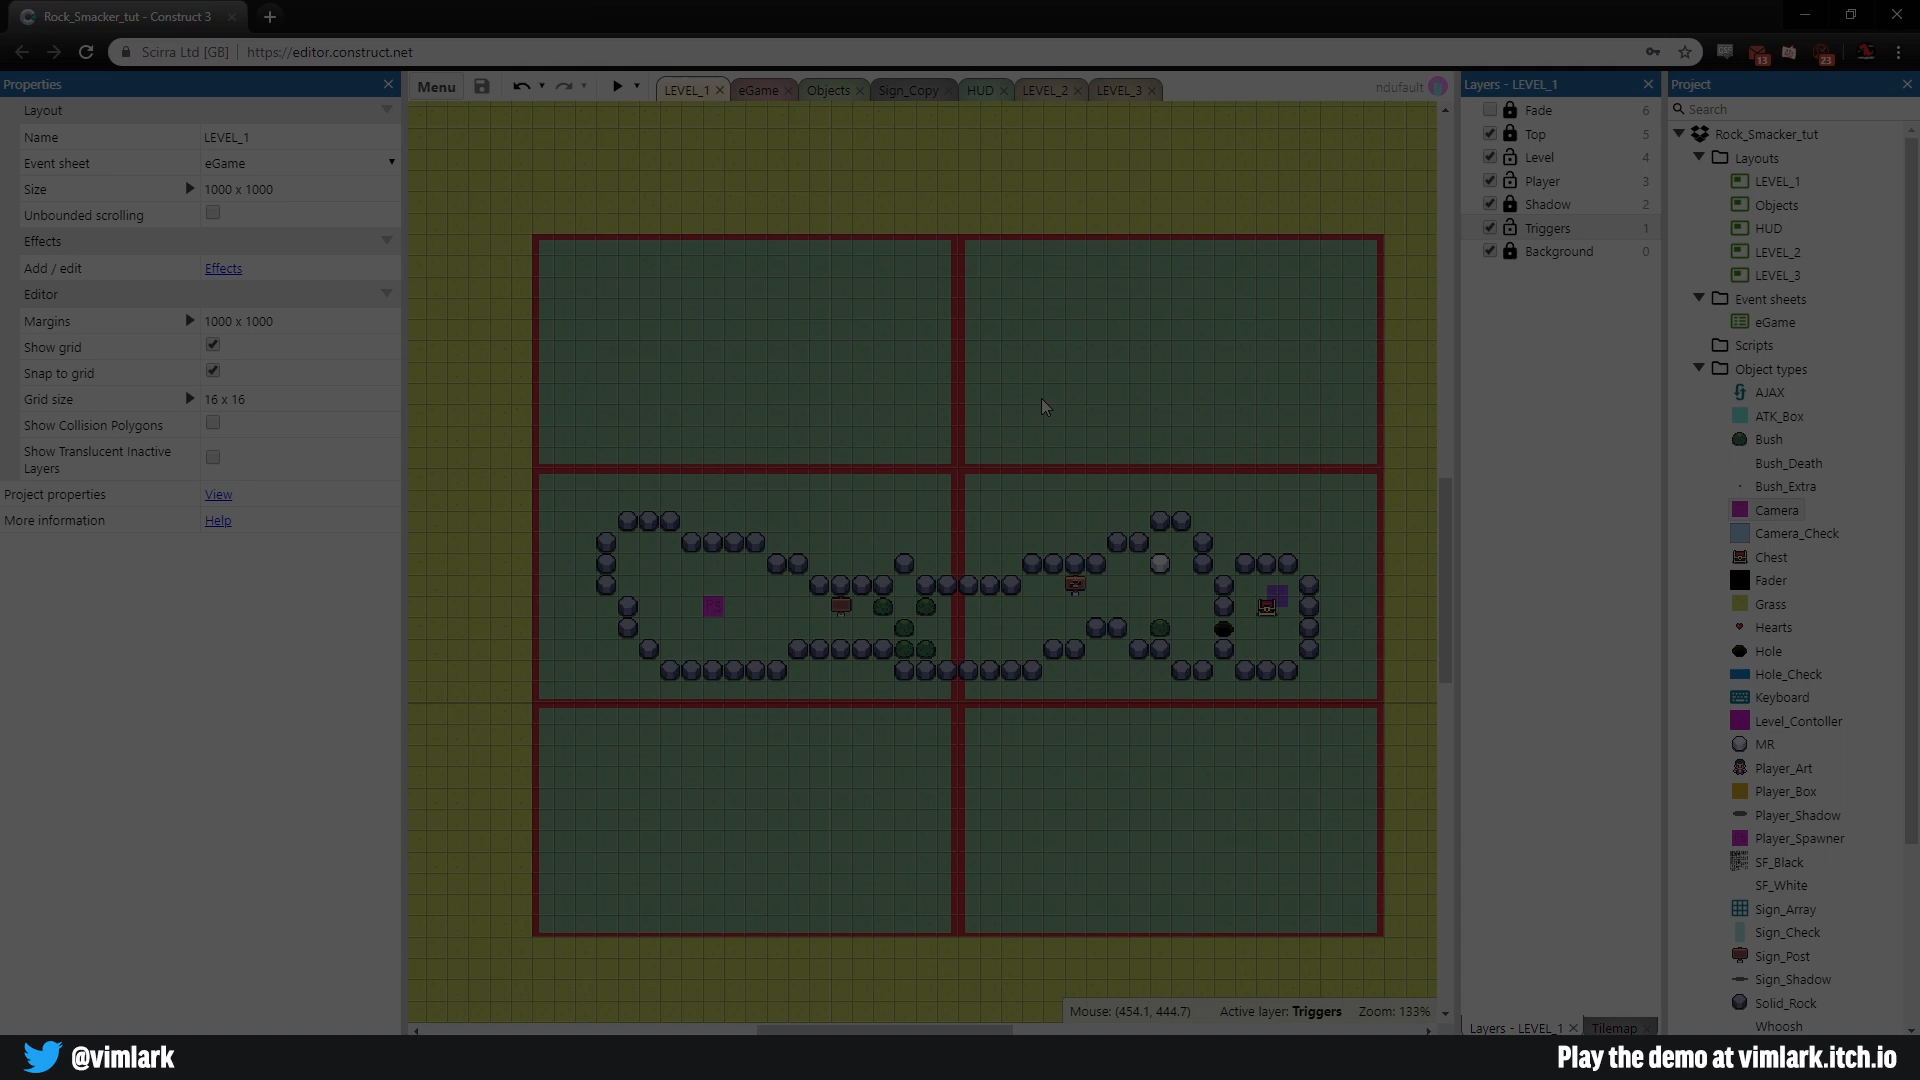 Rock_Smacker_tut - Construct 3
Scirra Ltd [GB]
https://editor.construct.net
13
23
Properties
Layout
Name
LEVEL_1
Event sheet
eGame
Size
1000 x 1000
Unbounded scrolling
Effects
Add / edit
Effects
Editor
Margins
1000 x 1000
Show grid
Snap to grid
Grid size
16 x 16
Show Collision Polygons
Show Translucent Inactive
Layers
Project properties
View
More information
Help
Menu
LEVEL_1
eGame
Objects
Sign_Copy
HUD
LEVEL_2
LEVEL_3
ndufault
Mouse: (454.1, 444.7)
Active layer: Triggers
Zoom: 133%
Layers - LEVEL_1
Fade
6
Top
5
Level
4
Player
3
Shadow
2
Triggers
1
Background
0
Layers - LEVEL_1
Tilemap
Project
Search
Rock_Smacker_tut
Layouts
LEVEL_1
Objects
HUD
LEVEL_2
LEVEL_3
Event sheets
eGame
Scripts
Object types
AJAX
ATK_Box
Bush
Bush_Death
Bush_Extra
Camera
Camera_Check
Chest
Fader
Grass
Hearts
Hole
Hole_Check
Keyboard
Level_Contoller
MR
Player_Art
Player_Box
Player_Shadow
Player_Spawner
SF_Black
SF_White
Sign_Array
Sign_Check
Sign_Post
Sign_Shadow
Solid_Rock
Whoosh
@vimlark
Play the demo at vimlark.itch.io